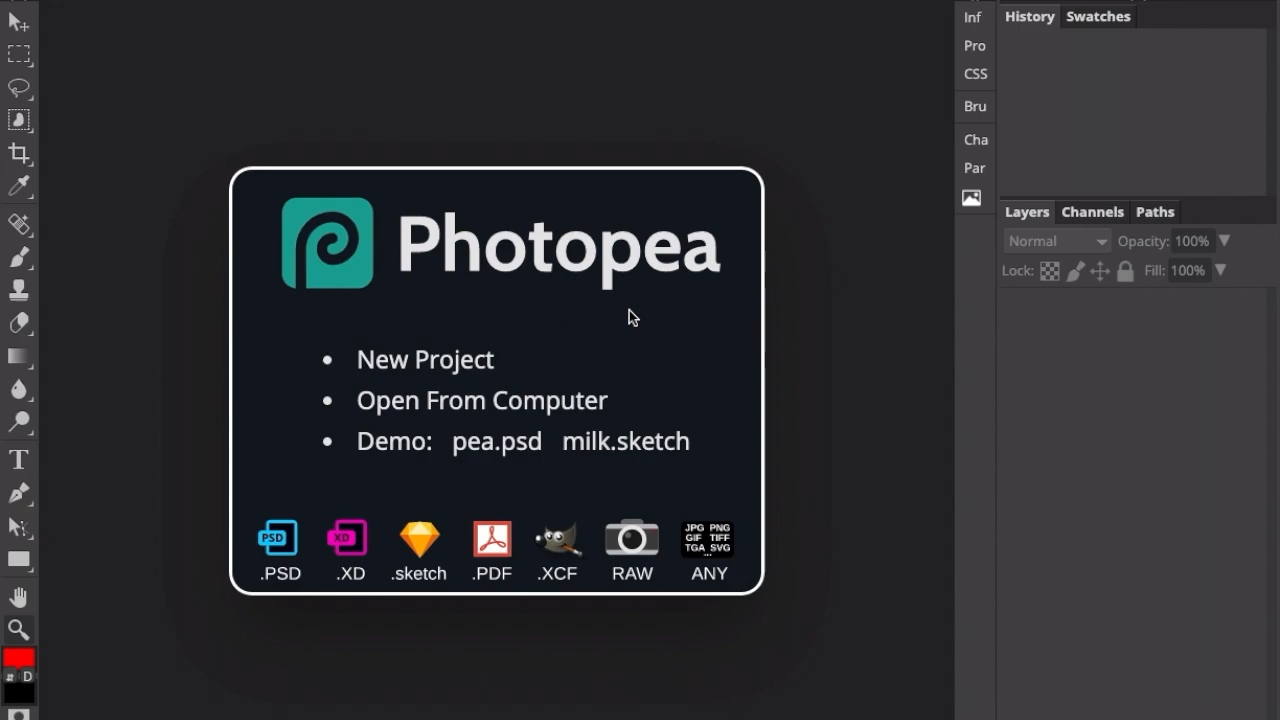 Photopea
New Project
Open From Computer
Demo: pea.psd milk.sketch
PSD
XD
JPG PNG
GIF TIFF
TGA SVG
...
.PSD .XD .sketch .PDF .XCF RAW ANY
T
D
Inf
Pro
CSS
Bru
Cha
Par
History Swatches
Layers Channels Paths
Normal Opacity: 100%
Lock: Fill: 100%